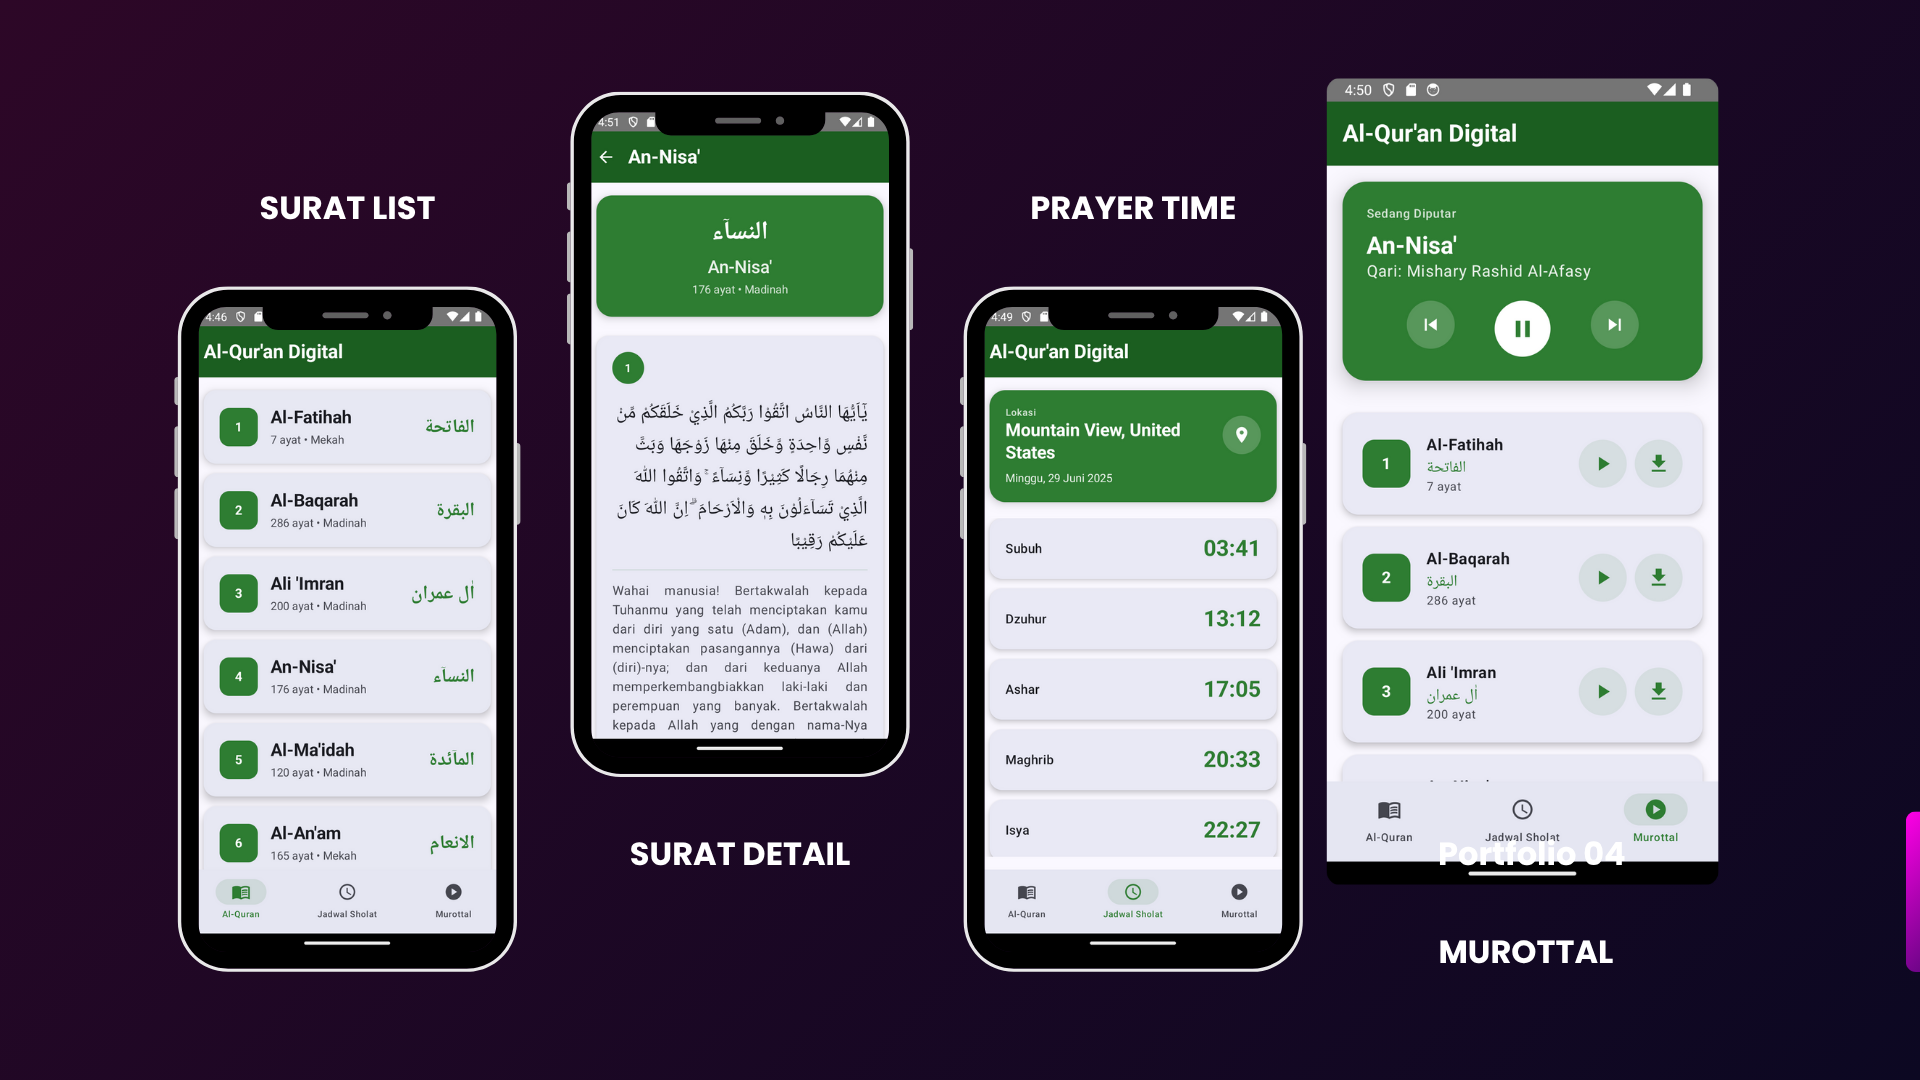 SURAT LIST
4:46
Al-Qur'an Digital
1
Al-Fatihah
7 ayat • Mekah
الفاتحة
2
Al-Baqarah
286 ayat • Madinah
البقرة
3
Ali 'Imran
200 ayat • Madinah
اٰل عمران
4
An-Nisa'
176 ayat • Madinah
النساۤء
5
Al-Ma'idah
120 ayat • Madinah
الماۤئدة
6
Al-An'am
165 ayat • Mekah
الانعام
Al-Quran
Jadwal Sholat
Murottal
4:51
An-Nisa'
النساۤء
An-Nisa'
176 ayat • Madinah
1
يٰٓاَيُّهَا النَّاسُ اتَّقُوْا رَبَّكُمُ الَّذِيْ خَلَقَكُمْ مِّنْ
نَّفْسٍ وَّاحِدَةٍ وَّخَلَقَ مِنْهَا زَوْجَهَا وَبَثَّ
مِنْهُمَا رِجَالًا كَثِيْرًا وَّنِسَاۤءً ۚ وَاتَّقُوا اللّٰهَ
الَّذِيْ تَسَاۤءَلُوْنَ بِهٖ وَالْاَرْحَامَ ۗ اِنَّ اللّٰهَ كَانَ
عَلَيْكُمْ رَقِيْبًا
Wahai manusia! Bertakwalah kepada
Tuhanmu yang telah menciptakan kamu
dari diri yang satu (Adam), dan (Allah)
menciptakan pasangannya (Hawa) dari
(diri)-nya; dan dari keduanya Allah
memperkembangbiakkan laki-laki dan
perempuan yang banyak. Bertakwalah
kepada Allah yang dengan nama-Nya
SURAT DETAIL
PRAYER TIME
4:49
Al-Qur'an Digital
Lokasi
Mountain View, United
States
Minggu, 29 Juni 2025
Subuh
03:41
Dzuhur
13:12
Ashar
17:05
Maghrib
20:33
Isya
22:27
Al-Quran
Jadwal Sholat
Murottal
4:50
Al-Qur'an Digital
Sedang Diputar
An-Nisa'
Qari: Mishary Rashid Al-Afasy
1
Al-Fatihah
الفاتحة
7 ayat
2
Al-Baqarah
البقرة
286 ayat
3
Ali 'Imran
اٰل عمران
200 ayat
Al-Quran
Jadwal Sholat
Murottal
Portfolio 04
MUROTTAL